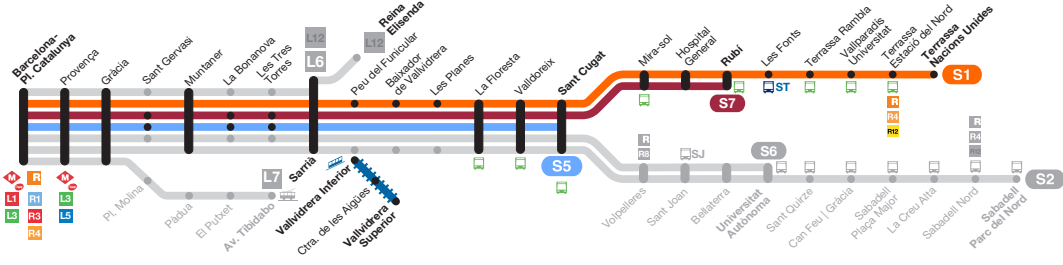 Barcelona-
Pl. Catalunya
Provença
Gràcia
Sant Gervasi
Muntaner
La Bonanova
Les Tres
Torres
L12
L6
L12
Reina
Elisenda
Peu del Funicular
Baixador
de Vallvidrera
Les Planes
La Floresta
Valldoreix
Sant Cugat
Mira-sol
Hospital
General
Rubí
Les Fonts
Terrassa Rambla
Vallparadís
Universitat
Terrassa
Estació del Nord
Terrassa
Nacions Unides
S1
ST
S7
R
R4
R12
S5
S6
S2
R
R8
SJ
R
R4
R12
M
L1
L3
R
R1
R3
R4
M
L3
L5
Pl. Molina
Pàdua
El Putxet
Av. Tibidabo
L7
Sarrià
Vallvidrera Inferior
Ctra. de les Aigües
Vallvidrera
Superior
Volpelleres
Sant Joan
Bellaterra
Universitat
Autònoma
Sant Quirze
Can Feu | Gràcia
Sabadell
Plaça Major
La Creu Alta
Sabadell Nord
Sabadell
Parc del Nord